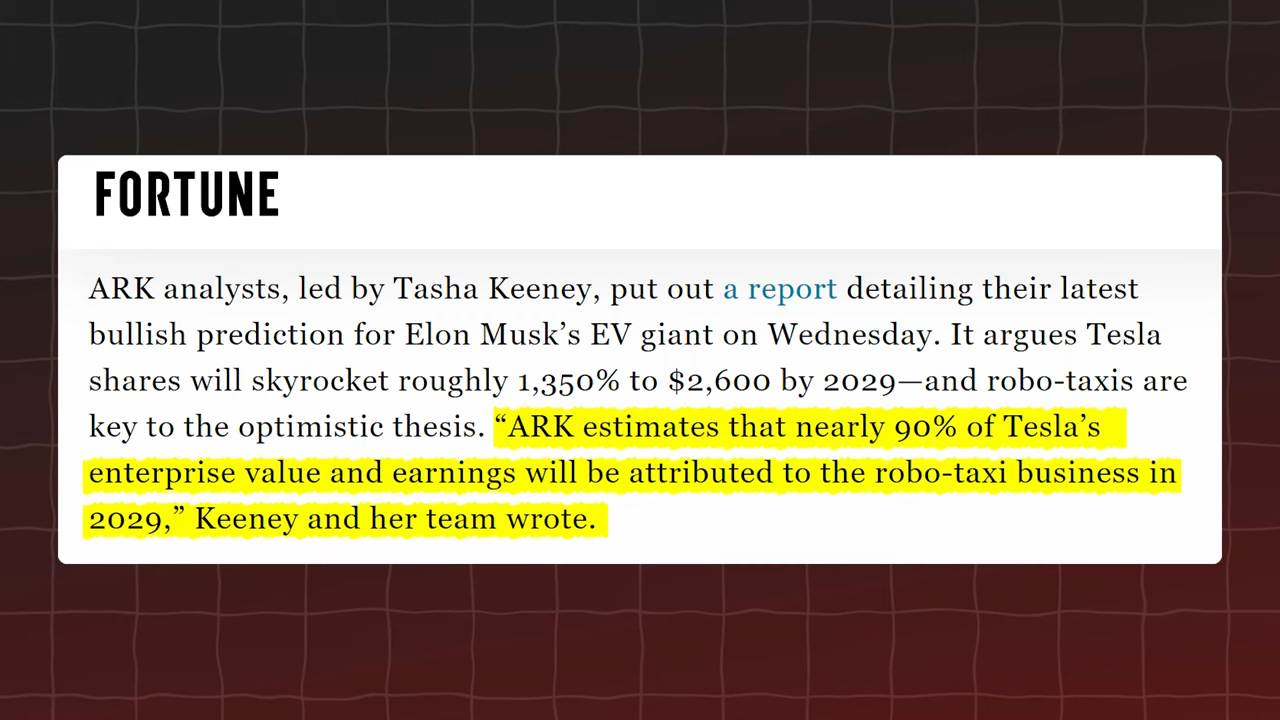 FORTUNE
ARK analysts, led by Tasha Keeney, put out a report detailing their latest
bullish prediction for Elon Musk’s EV giant on Wednesday. It argues Tesla
shares will skyrocket roughly 1,350% to $2,600 by 2029—and robo-taxis are
key to the optimistic thesis. “ARK estimates that nearly 90% of Tesla’s
enterprise value and earnings will be attributed to the robo-taxi business in
2029,” Keeney and her team wrote.